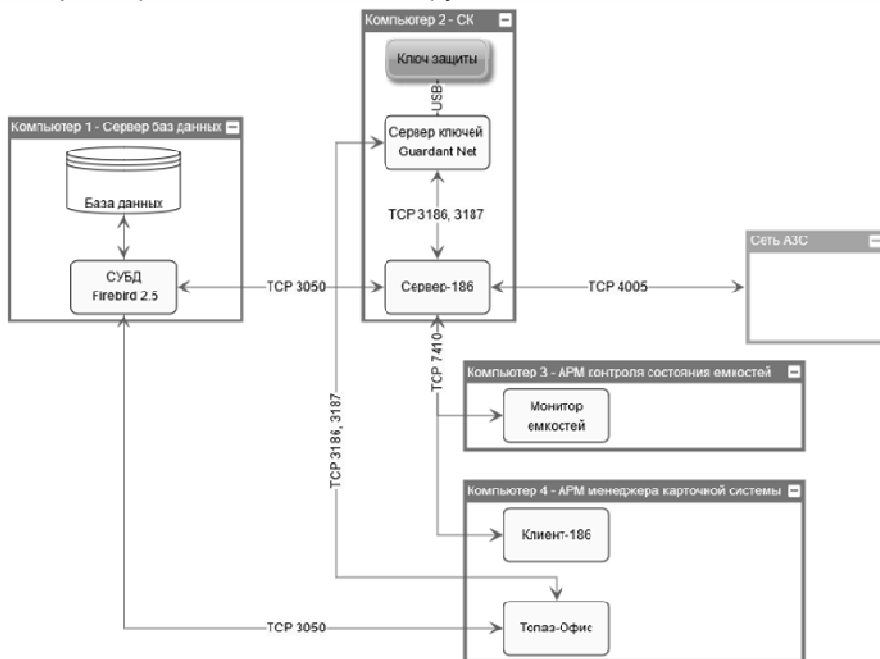 Компьютер 2 - СК
Ключ защиты
USB
Компьютер 1 - Сервер баз данных
Сервер ключей
Guardant Net
База данных
TCP 3186, 3187
Сеть АЗС
СУБД
Firebird 2.5
TCP 3050
Сервер-186
TCP 4005
TCP 7410
Компьютер 3 - АРМ контроля состояния емкостей
Монитор
емкостей
TCP 3186, 3187
Компьютер 4 - АРМ менеджера карточной системы
Клиент-186
TCP 3050
Топаз-Офис